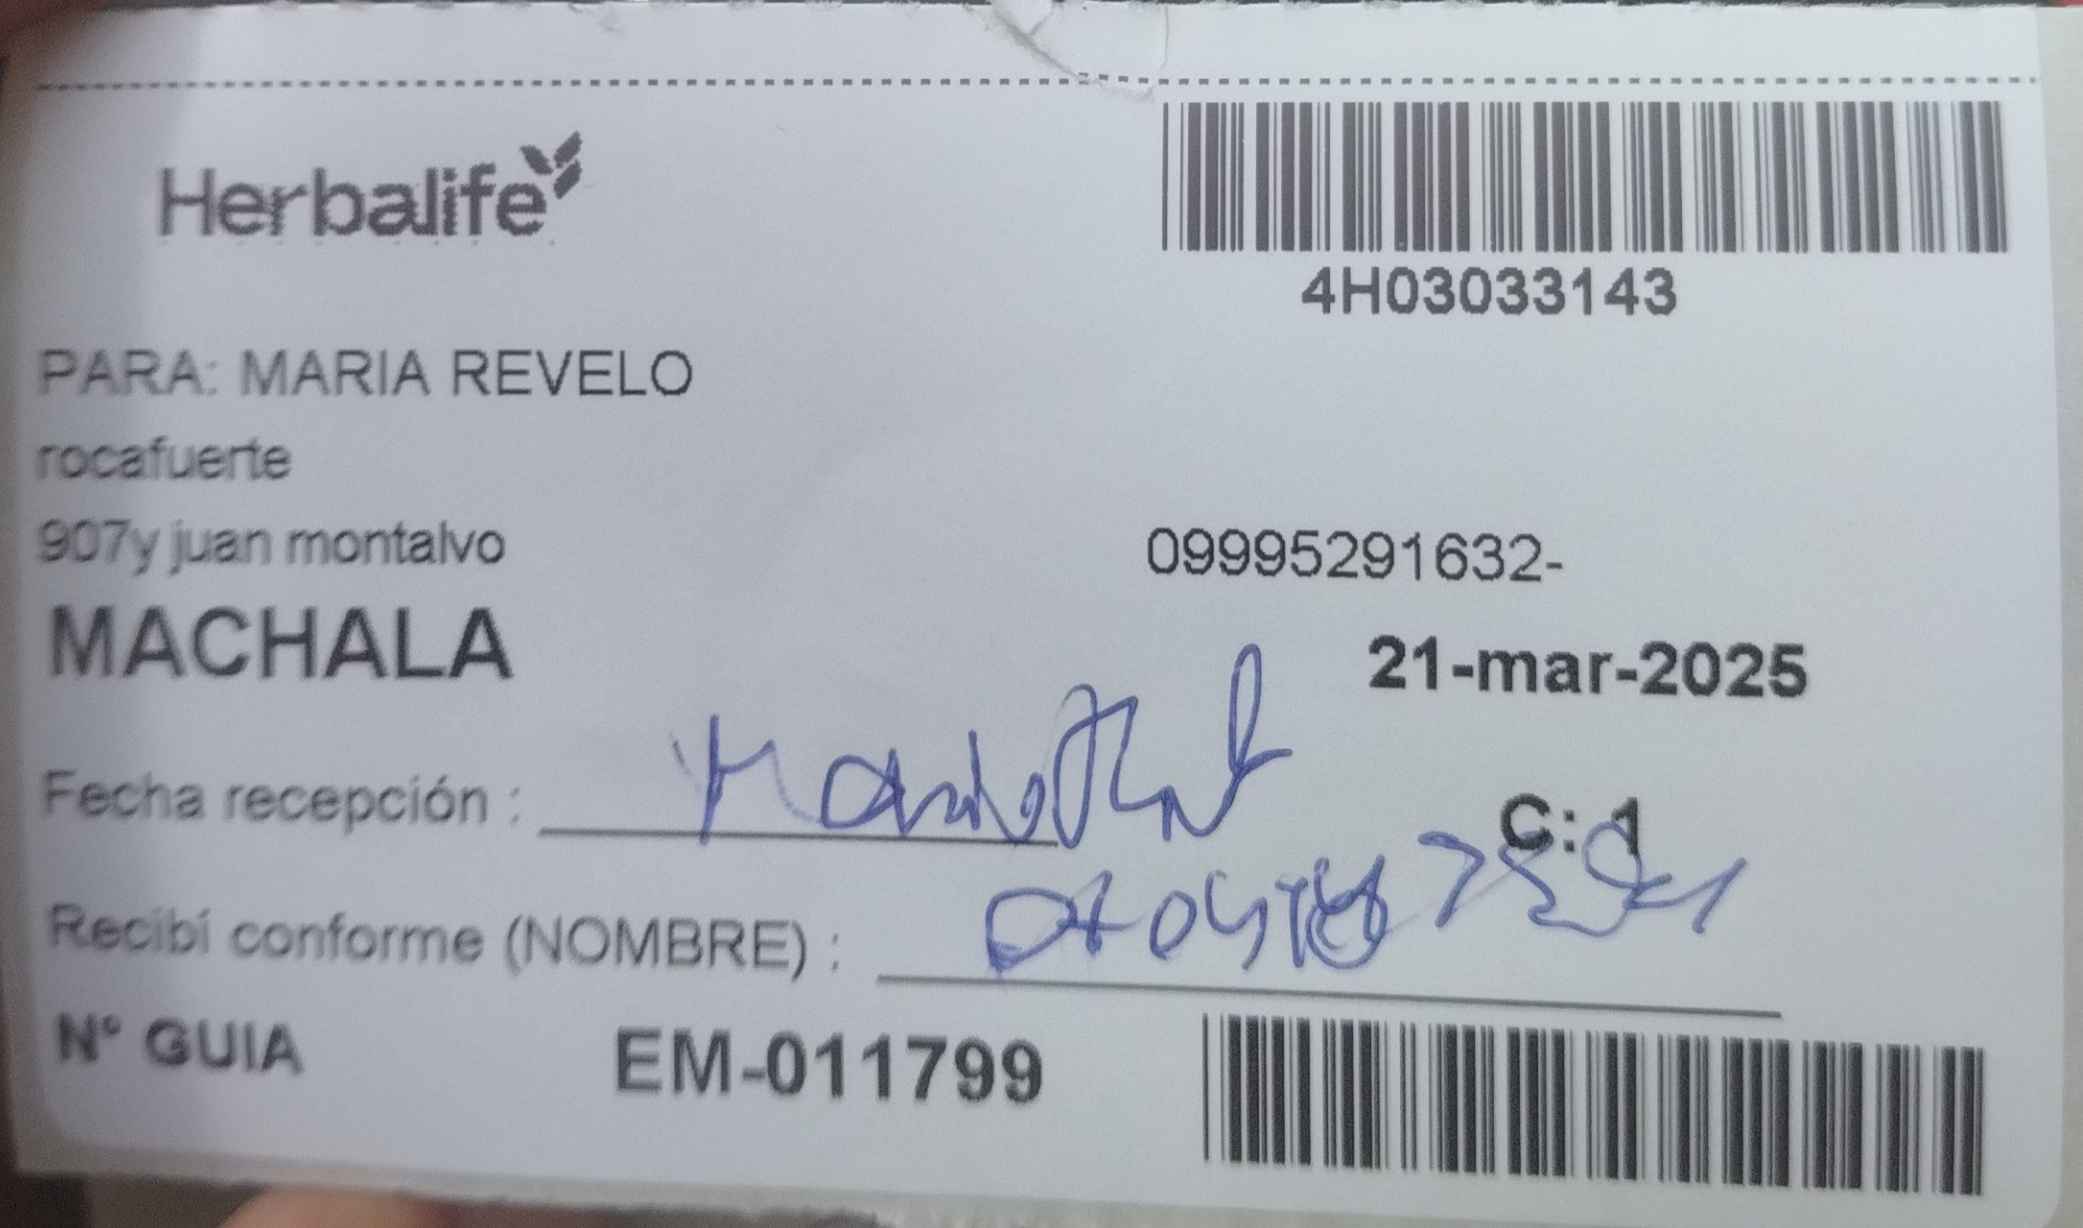 Herbalife
4H03033143
PARA: MARIA REVELO
rocafuerte
907y juan montalvo
09995291632-
MACHALA
21-mar-2025
Fecha recepción :
C: 1
Recibí conforme (NOMBRE) :
N° GUIA EM-011799